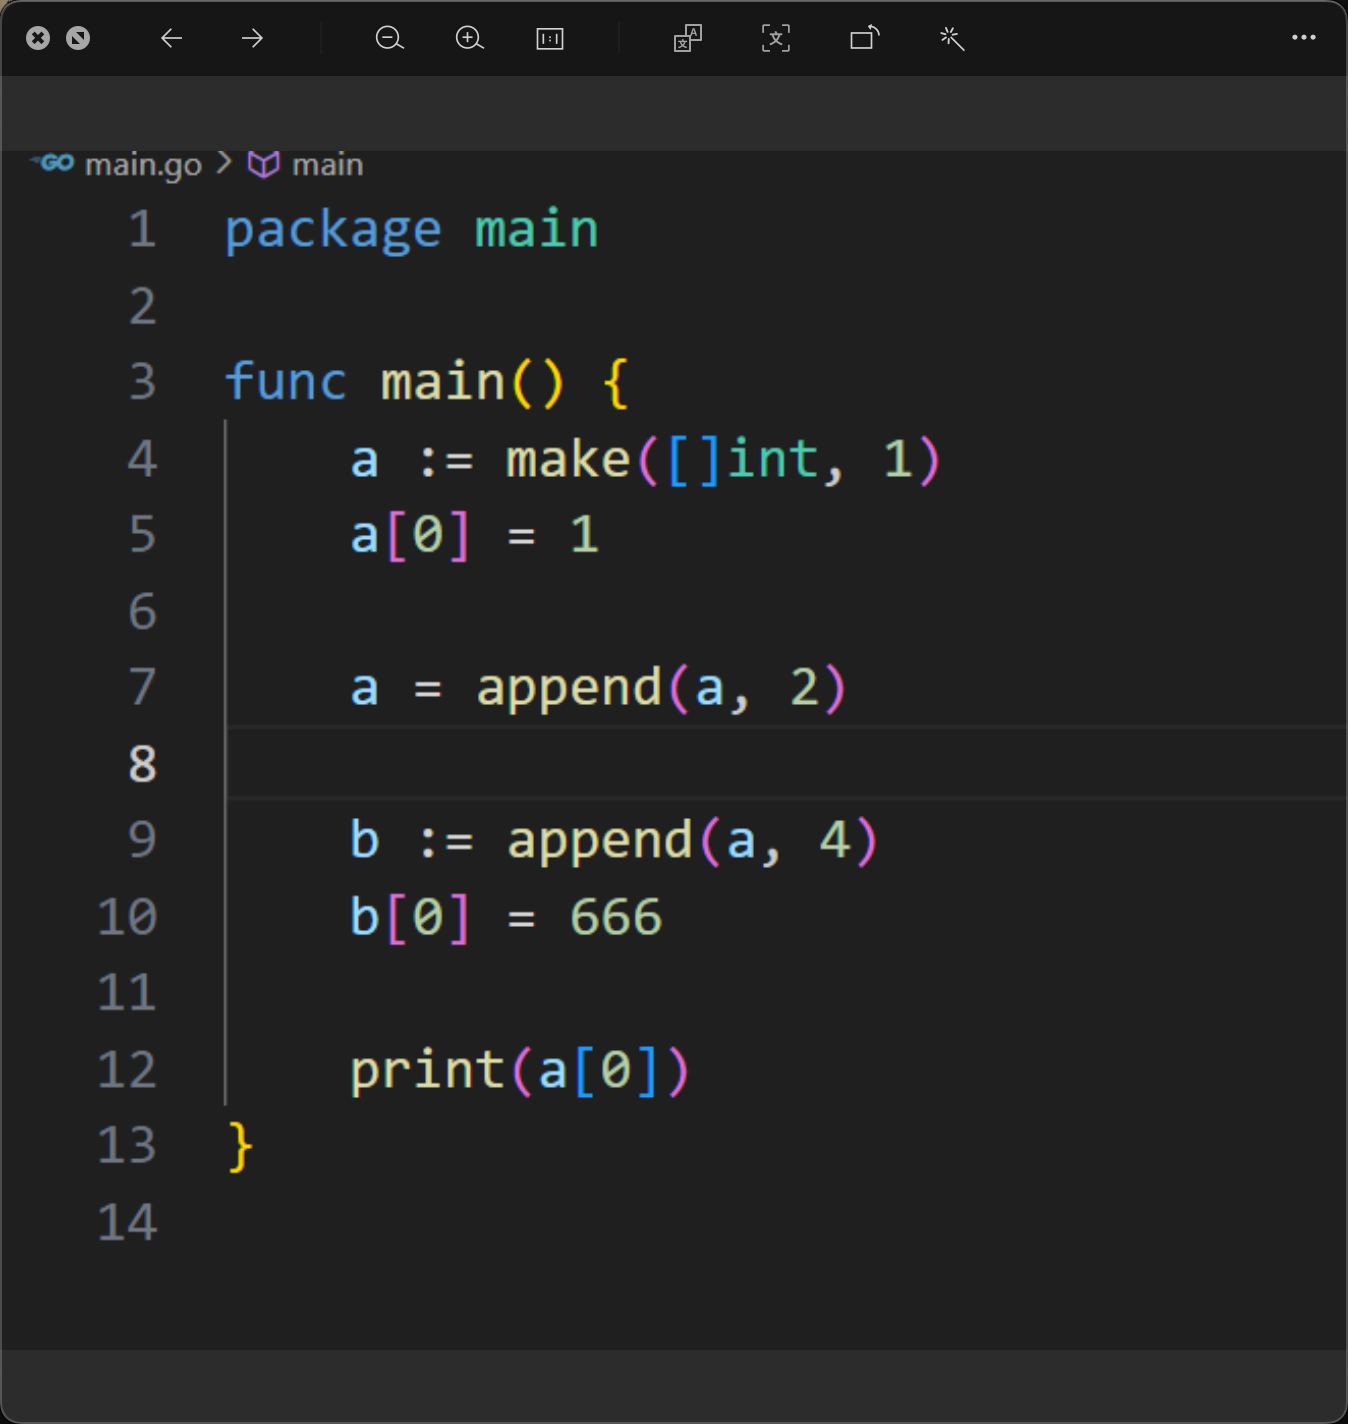 GO main.go > main
1 package main
2
3 func main() {
4     a := make([]int, 1)
5     a[0] = 1
6
7     a = append(a, 2)
8
9     b := append(a, 4)
10     b[0] = 666
11
12     print(a[0])
13 }
14